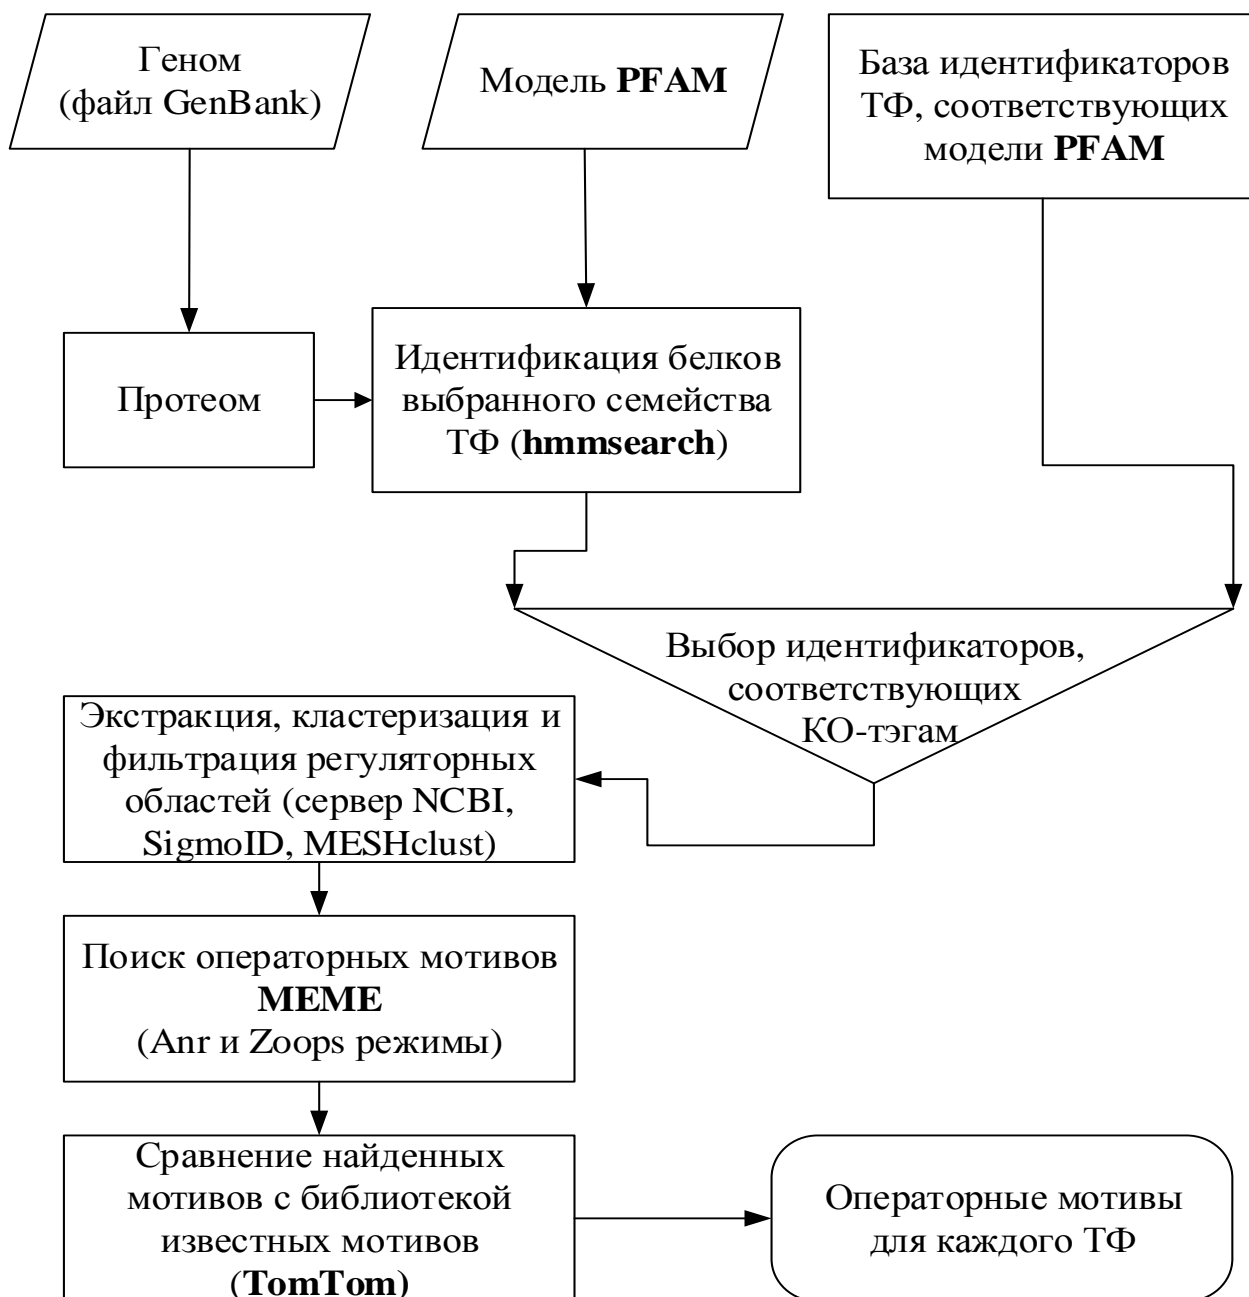 Геном
(файл GenBank)
Модель PFAM
База идентификаторов
ТФ, соответствующих
модели PFAM
Протеом
Идентификация белков
выбранного семейства
ТФ (hmmsearch)
Выбор идентификаторов,
соответствующих
КО-тэгам
Экстракция, кластеризация и
фильтрация регуляторных
областей (сервер NCBI,
SigmoID, MESHclust)
Поиск операторных мотивов
MEME
(Anr и Zoops режимы)
Сравнение найденных
мотивов с библиотекой
известных мотивов
(TomTom)
Операторные мотивы
для каждого ТФ